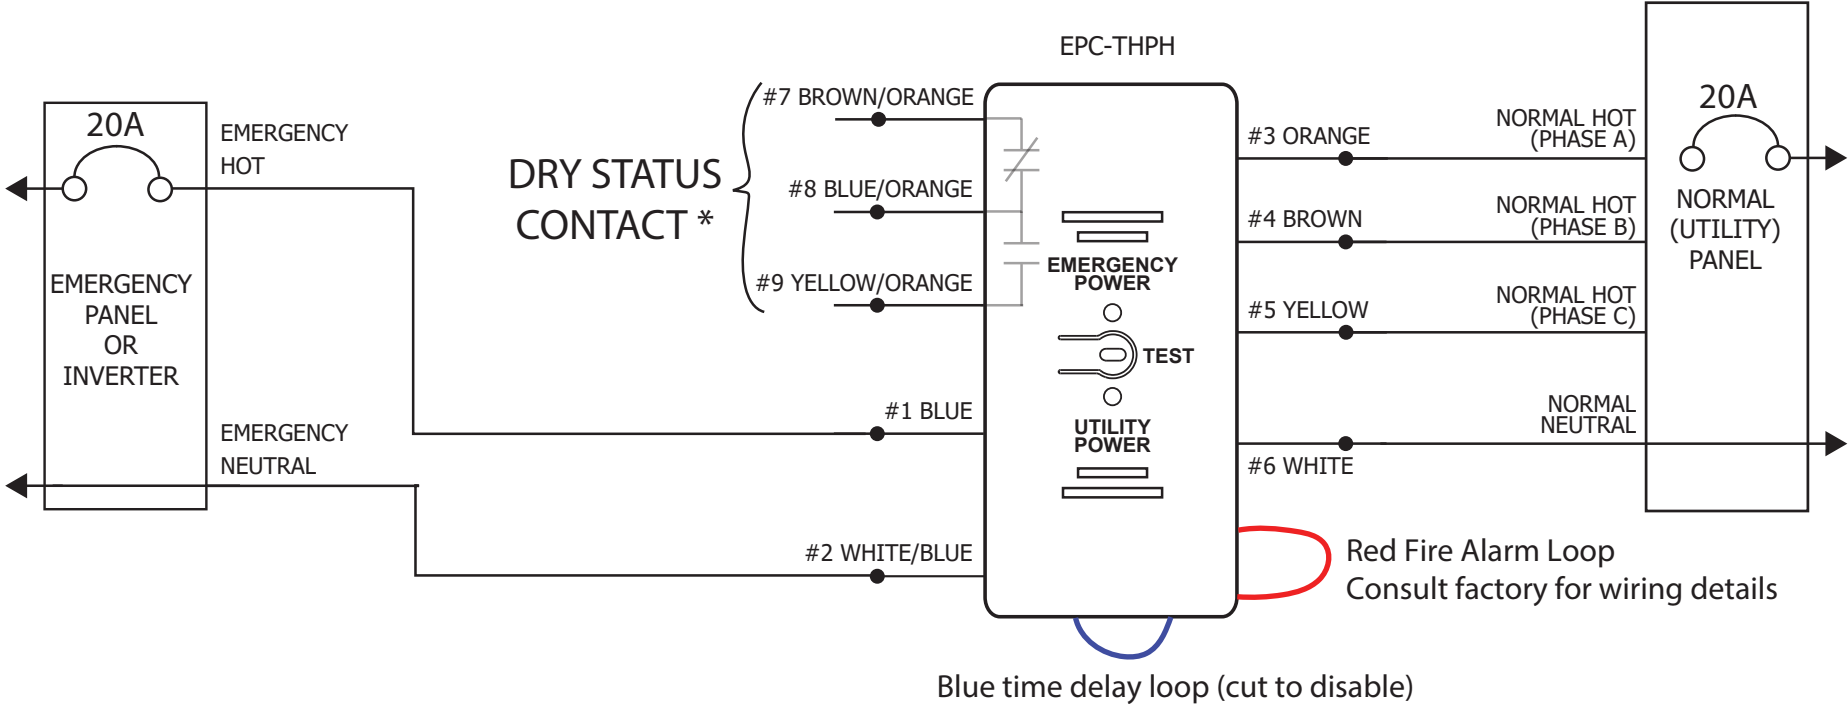 EPC-THPH
20A
EMERGENCY
HOT
EMERGENCY
PANEL
OR
INVERTER
EMERGENCY
NEUTRAL
DRY STATUS
CONTACT *
#7 BROWN/ORANGE
#8 BLUE/ORANGE
#9 YELLOW/ORANGE
#1 BLUE
#2 WHITE/BLUE
EMERGENCY
POWER
TEST
UTILITY
POWER
#3 ORANGE
NORMAL HOT
(PHASE A)
#4 BROWN
NORMAL HOT
(PHASE B)
#5 YELLOW
NORMAL HOT
(PHASE C)
NORMAL
NEUTRAL
#6 WHITE
20A
NORMAL
(UTILITY)
PANEL
Red Fire Alarm Loop
Consult factory for wiring details
Blue time delay loop (cut to disable)